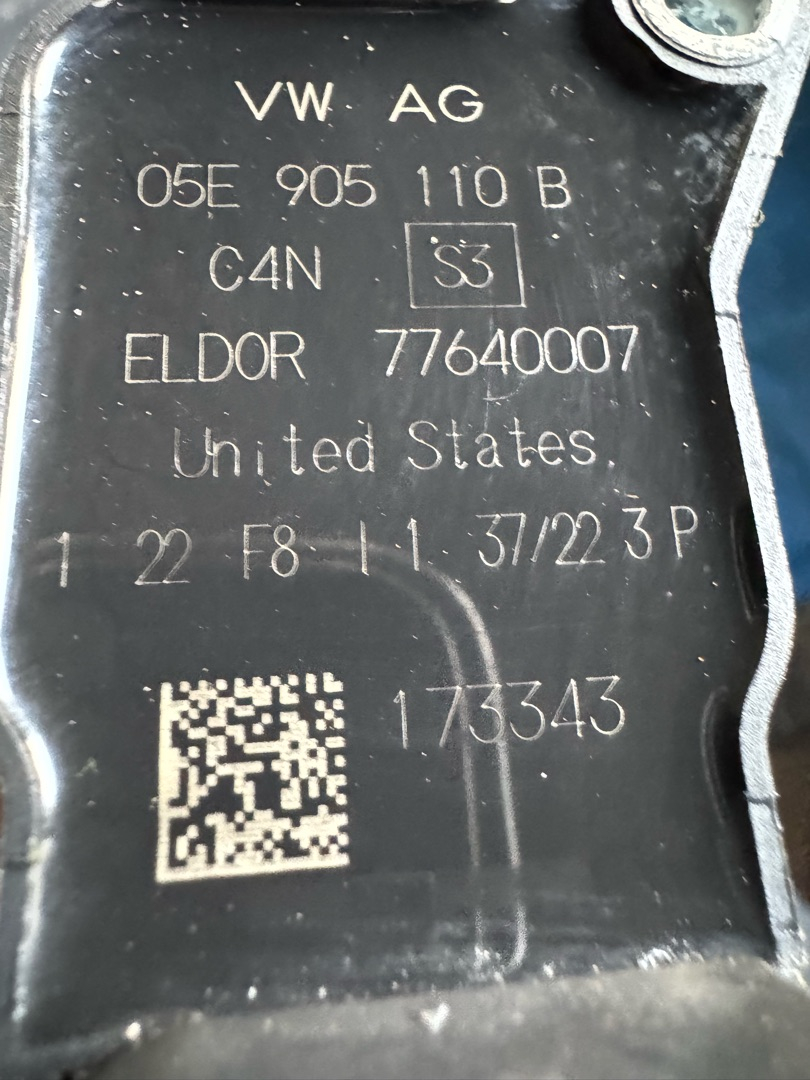 VW AG
05E 905 110 B
C4N S3
ELDOR 77640007
United States
1 22 F8 | 1 37/22 3 P
173343